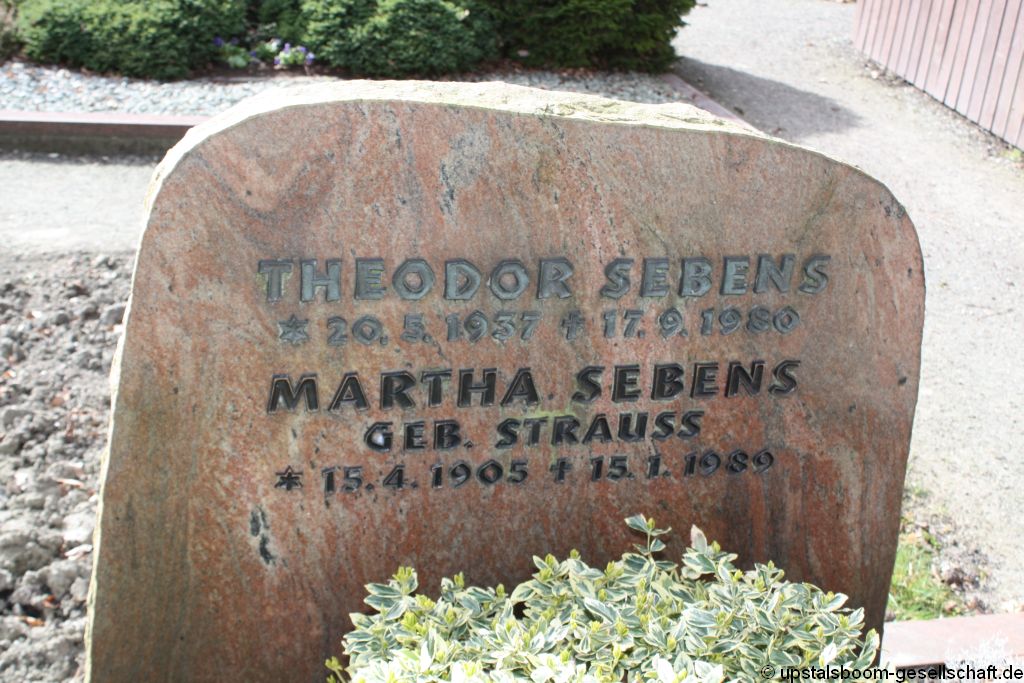 THEODOR SEBENS
* 20. 5. 1937 † 17. 9. 1980
MARTHA SEBENS
GEB. STRAUSS
* 15. 4. 1905 † 15. 1. 1989
© upstalsboom-gesellschaft.de